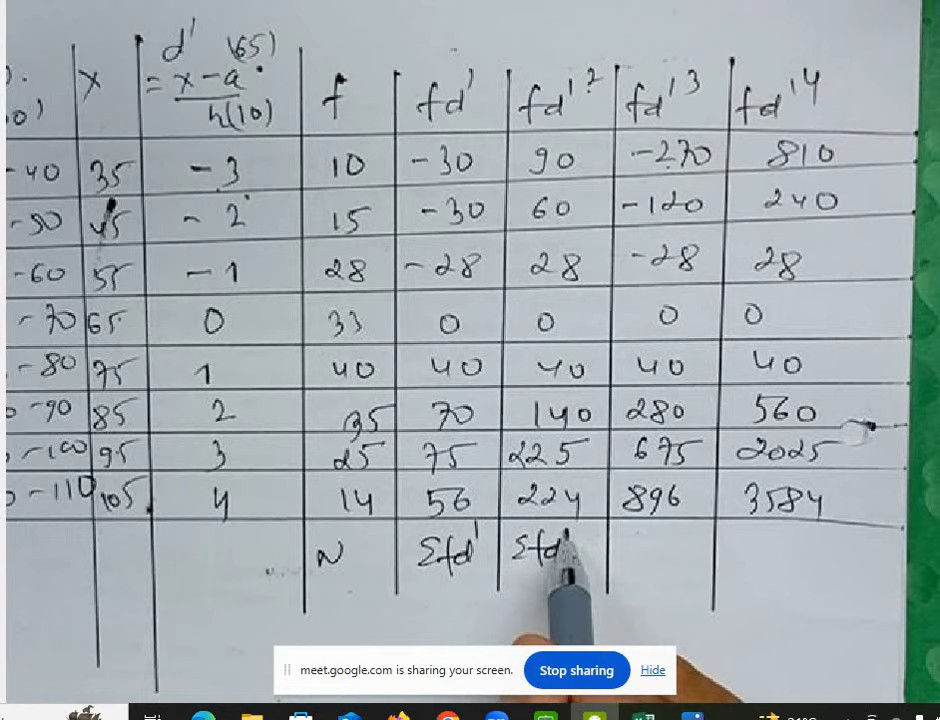 d' (65)
). x = x-a f fd' fd'2 fd'3 fd'4
0) h(10)
-40 35 -3 10 -30 90 -270 810
-50 45 -2 15 -30 60 -120 240
-60 55 -1 28 -28 28 -28 28
-70 65 0 33 0 0 0 0
-80 75 1 40 40 40 40 40
0 -90 85 2 35 70 140 280 560
0 -100 95 3 25 75 225 675 2025
0 -110 105 4 14 56 224 896 3584
N Σfd' Σfd'
meet.google.com is sharing your screen. Stop sharing Hide